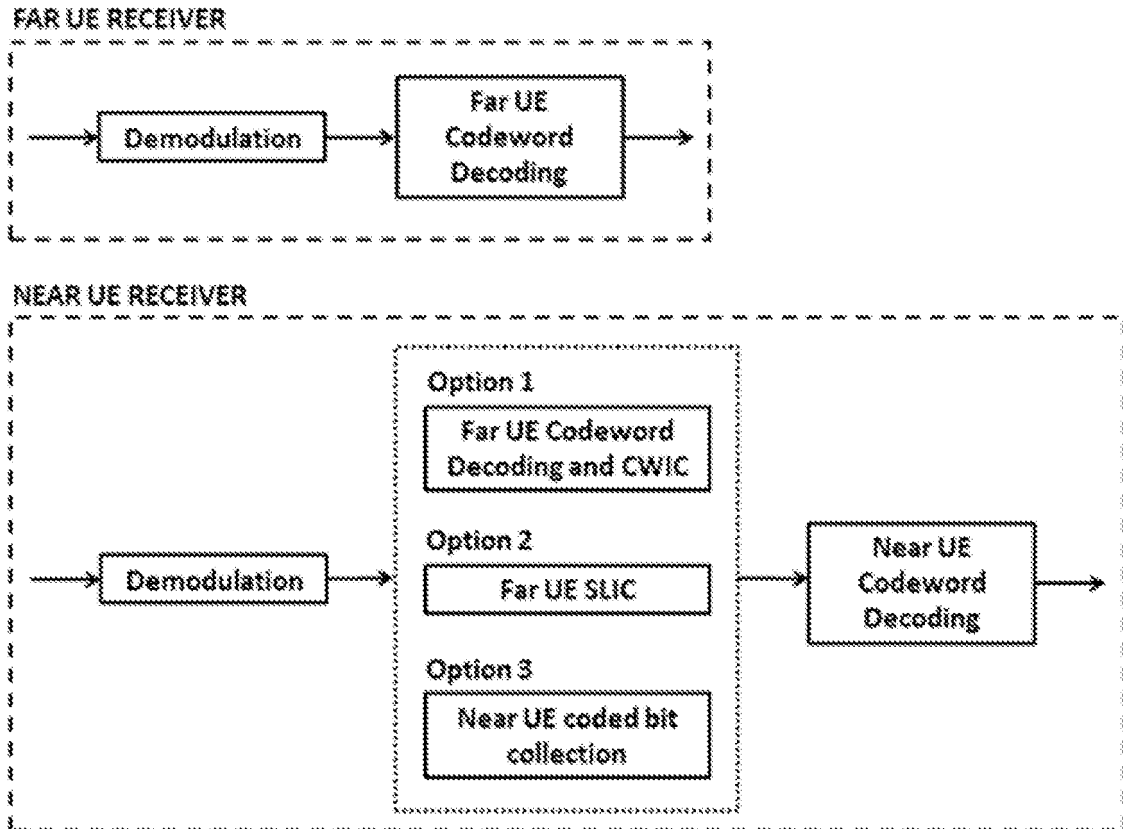 FAR UE RECEIVER
Demodulation
Far UE
Codeword
Decoding
NEAR UE RECEIVER
Demodulation
Option 1
Far UE Codeword
Decoding and CWIC
Option 2
Far UE SLIC
Option 3
Near UE coded bit
collection
Near UE
Codeword
Decoding